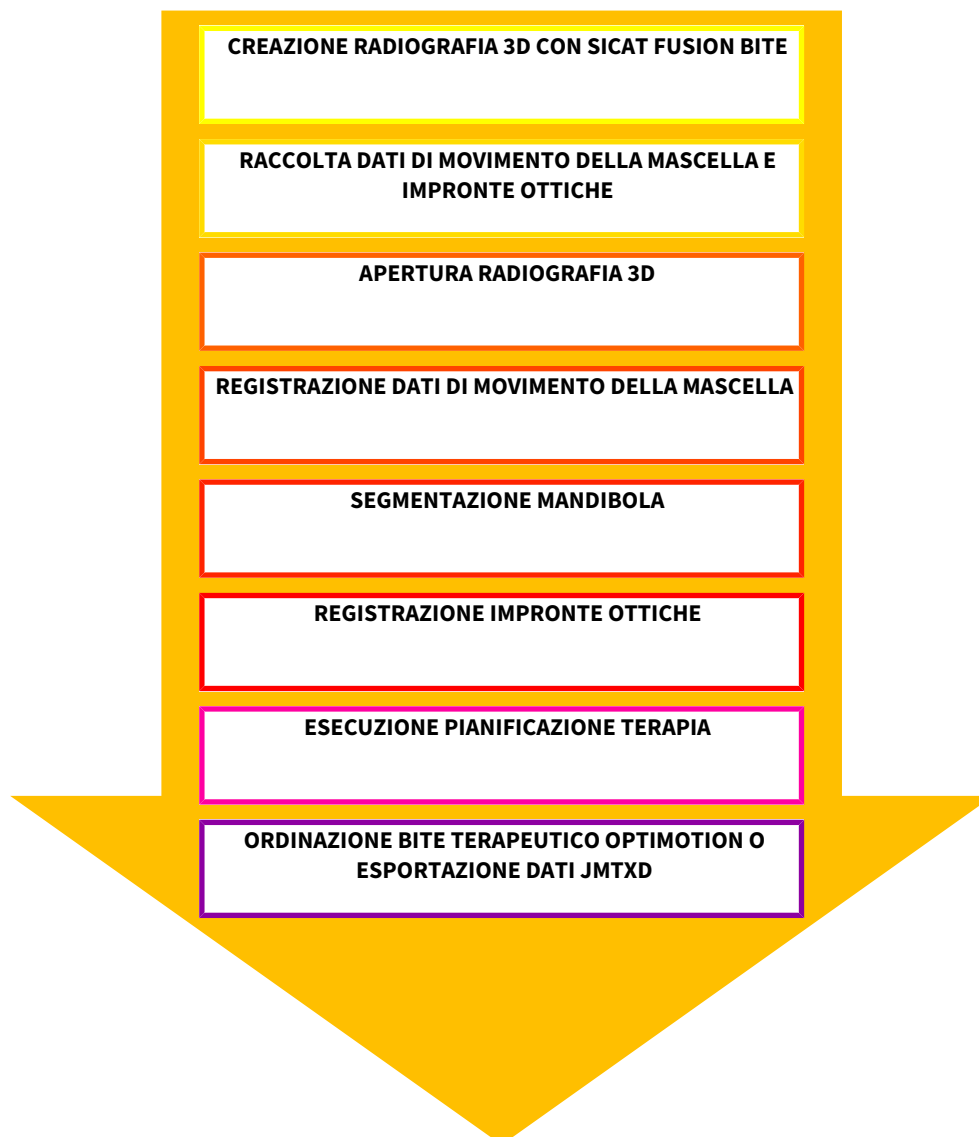 CREAZIONE RADIOGRAFIA 3D CON SICAT FUSION BITE
RACCOLTA DATI DI MOVIMENTO DELLA MASCELLA E
IMPRONTE OTTICHE
APERTURA RADIOGRAFIA 3D
REGISTRAZIONE DATI DI MOVIMENTO DELLA MASCELLA
SEGMENTAZIONE MANDIBOLA
REGISTRAZIONE IMPRONTE OTTICHE
ESECUZIONE PIANIFICAZIONE TERAPIA
ORDINAZIONE BITE TERAPEUTICO OPTIMOTION O
ESPORTAZIONE DATI JMTXD